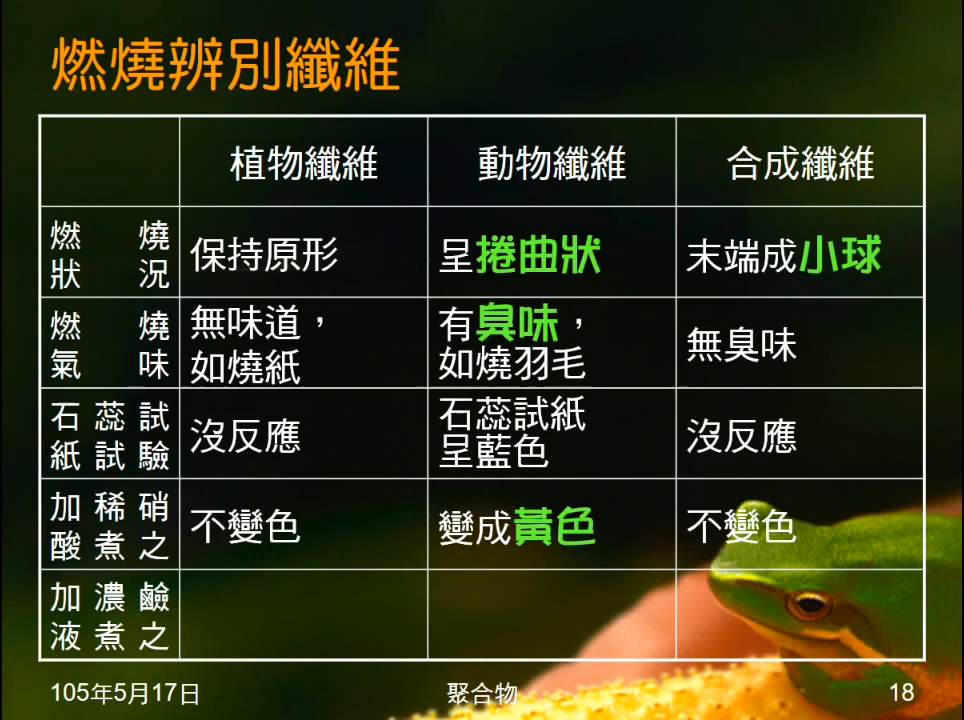 燃燒辨別纖維
植物纖維 動物纖維 合成纖維
燃燒
狀況
保持原形
呈捲曲狀
末端成小球
燃燒
氣味
無味道，
如燒紙
有臭味，
如燒羽毛
無臭味
石蕊試
紙試驗
沒反應
石蕊試紙
呈藍色
沒反應
加稀硝
酸煮之
不變色
變成黃色
不變色
加濃鹼
液煮之
105年5月17日 聚合物 18